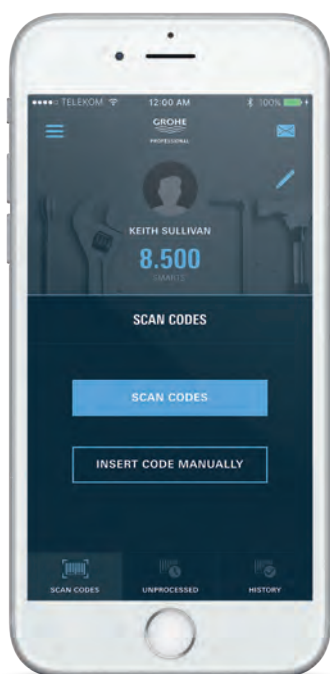 TELEKOM 12:00 AM 100%
GROHE
PROFESSIONAL
KEITH SULLIVAN
8.500
SMARTS
SCAN CODES
SCAN CODES
INSERT CODE MANUALLY
SCAN CODES UNPROCESSED HISTORY